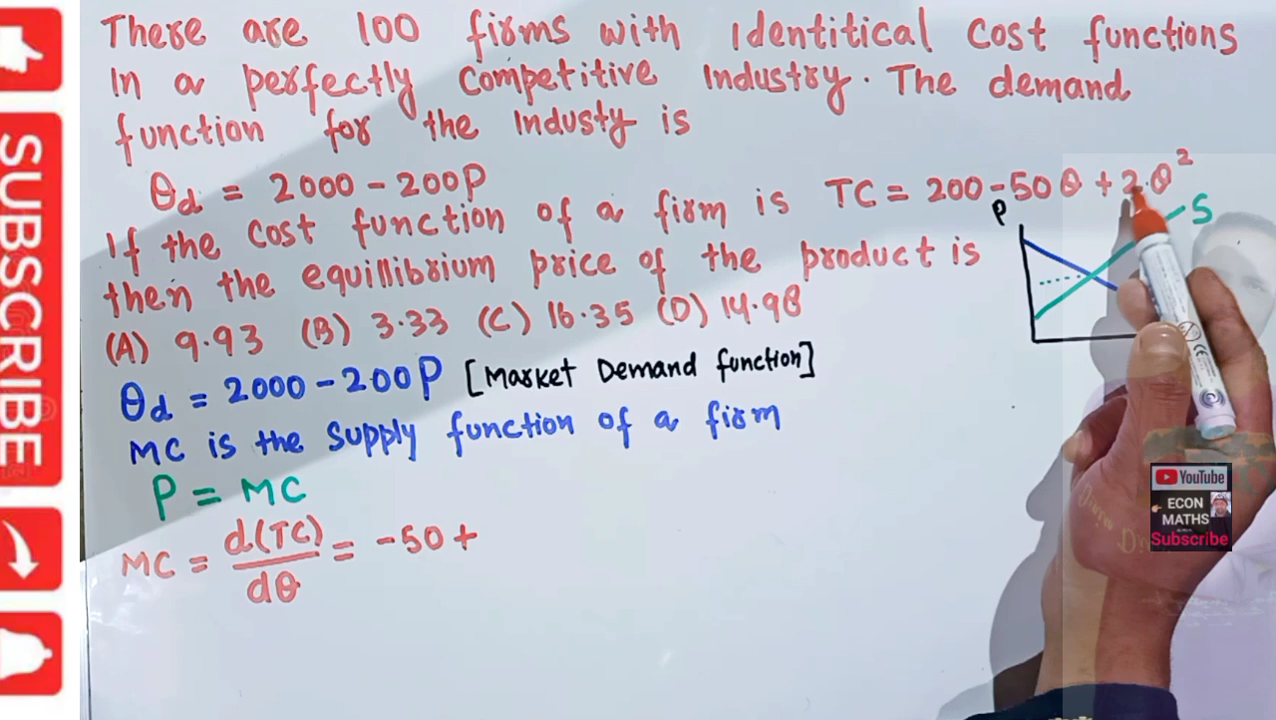 There are 100 firms with Identitical Cost functions
In a perfectly Competitive Industry. The demand
function for the Industy is
Qd = 2000 - 200P
If the Cost function of a firm is TC = 200 - 50Q + 2Q²
then the equillibrium price of the product is
(A) 9.93 (B) 3.33 (C) 16.35 (D) 14.98
P
S
Qd = 2000 - 200P [Market Demand function]
MC is the Supply function of a firm
P = MC
MC = d(TC)/dQ = -50 +
SUBSCRIBE
YouTube
ECON
MATHS
Subscribe